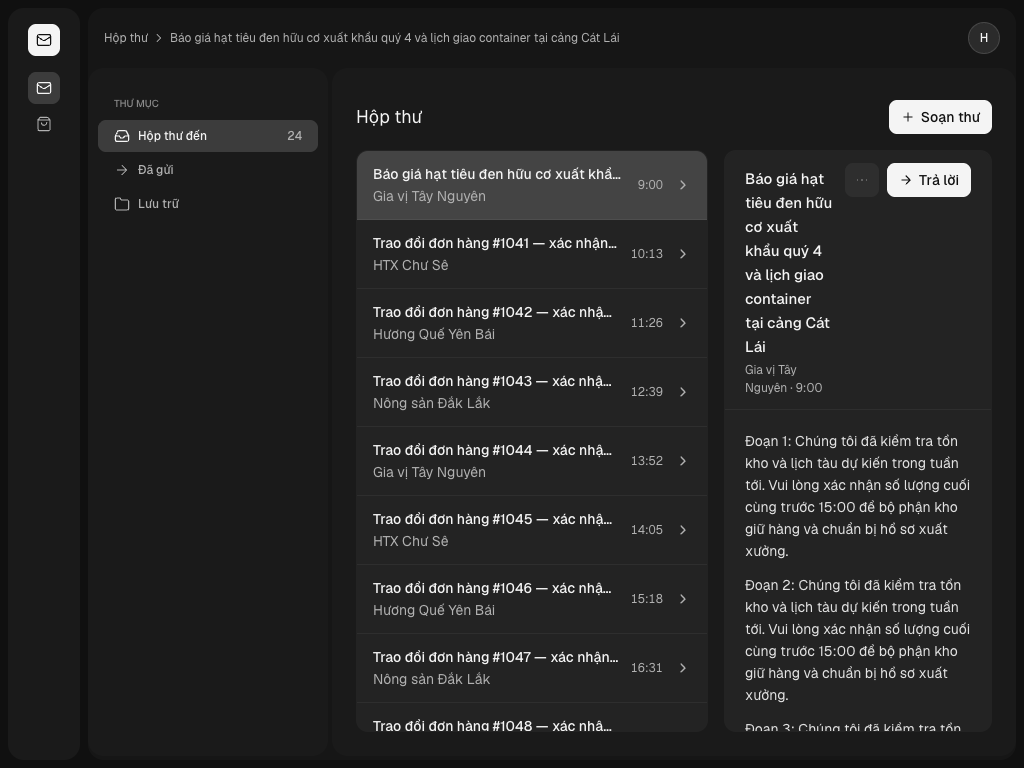 Hộp thư
Báo giá hạt tiêu đen hữu cơ xuất khẩu quý 4 và lịch giao container tại cảng Cát Lái
H
THƯ MỤC
Hộp thư đến 24
Đã gửi
Lưu trữ
Hộp thư
Soạn thư
Báo giá hạt tiêu đen hữu cơ xuất khẩ...
Gia vị Tây Nguyên
9:00
Trao đổi đơn hàng #1041 — xác nhận...
HTX Chư Sê
10:13
Trao đổi đơn hàng #1042 — xác nhậ...
Hương Quế Yên Bái
11:26
Trao đổi đơn hàng #1043 — xác nhậ...
Nông sản Đắk Lắk
12:39
Trao đổi đơn hàng #1044 — xác nhậ...
Gia vị Tây Nguyên
13:52
Trao đổi đơn hàng #1045 — xác nhậ...
HTX Chư Sê
14:05
Trao đổi đơn hàng #1046 — xác nhậ...
Hương Quế Yên Bái
15:18
Trao đổi đơn hàng #1047 — xác nhận...
Nông sản Đắk Lắk
16:31
Trao đổi đơn hàng #1048 — xác nhậ...
Báo giá hạt
tiêu đen hữu
cơ xuất
khẩu quý 4
và lịch giao
container
tại cảng Cát
Lái
Gia vị Tây
Nguyên · 9:00
Trả lời
Đoạn 1: Chúng tôi đã kiểm tra tồn
kho và lịch tàu dự kiến trong tuần
tới. Vui lòng xác nhận số lượng cuối
cùng trước 15:00 để bộ phận kho
giữ hàng và chuẩn bị hồ sơ xuất
xưởng.
Đoạn 2: Chúng tôi đã kiểm tra tồn
kho và lịch tàu dự kiến trong tuần
tới. Vui lòng xác nhận số lượng cuối
cùng trước 15:00 để bộ phận kho
giữ hàng và chuẩn bị hồ sơ xuất
xưởng.
Đoạn 3: Chúng tôi đã kiểm tra tồn